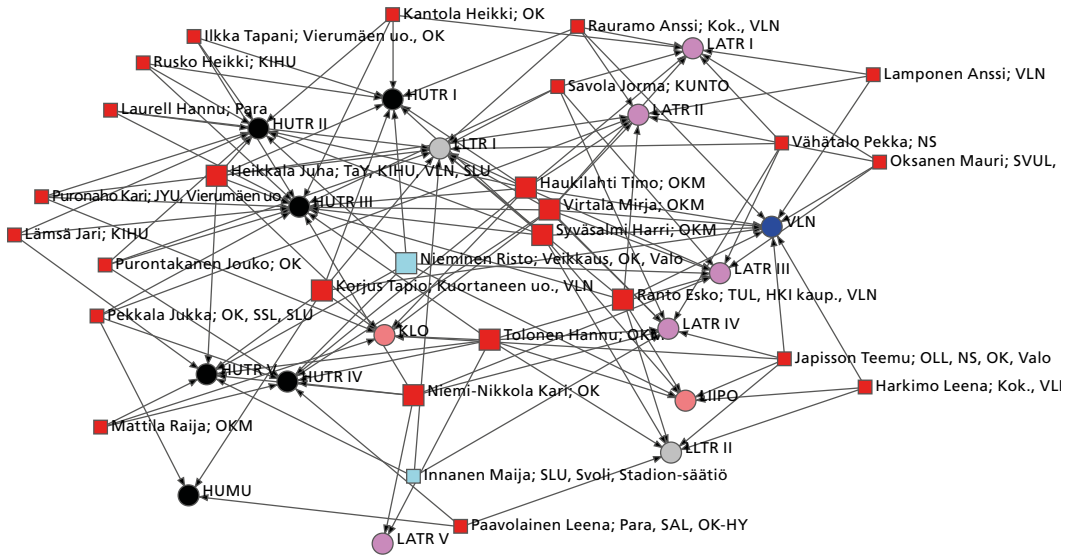 Kantola Heikki; OK
Rauramo Anssi; Kok., VLN
Ilkka Tapani; Vierumäen uo., OK
LATR I
Rusko Heikki; KIHU
Lamponen Anssi; VLN
Savola Jorma; KUNTO
HUTR I
Laurell Hannu; Para
LATR II
HUTR II
Vähätalo Pekka; NS
LLTR I
Oksanen Mauri; SVUL,
Heikkala Juha; TaY, KIHU, VLN, SLU
Haukilahti Timo; OKM
Puronaho Kari; JYU, Vierumäen uo.
HUTR III
Virtala Mirja; OKM
VLN
Lämsä Jari; KIHU
Syväsalmi Harri; OKM
Purontakanen Jouko; OK
Nieminen Risto; Veikkaus, OK, Valo
LATR III
Korjus Tapio; Kuortaneen uo., VLN
Ranto Esko; TUL, HKI kaup., VLN
Pekkala Jukka; OK, SSL, SLU
KLO
Tolonen Hannu; OKM
LATR IV
Japisson Teemu; OLL, NS, OK, Valo
HUTR V
HUTR IV
Niemi-Nikkola Kari; OK
LIIPO
Harkimo Leena; Kok., VLI
Mattila Raija; OKM
LLTR II
Innanen Maija; SLU, Svoli, Stadion-säätiö
HUMU
Paavolainen Leena; Para, SAL, OK-HY
LATR V